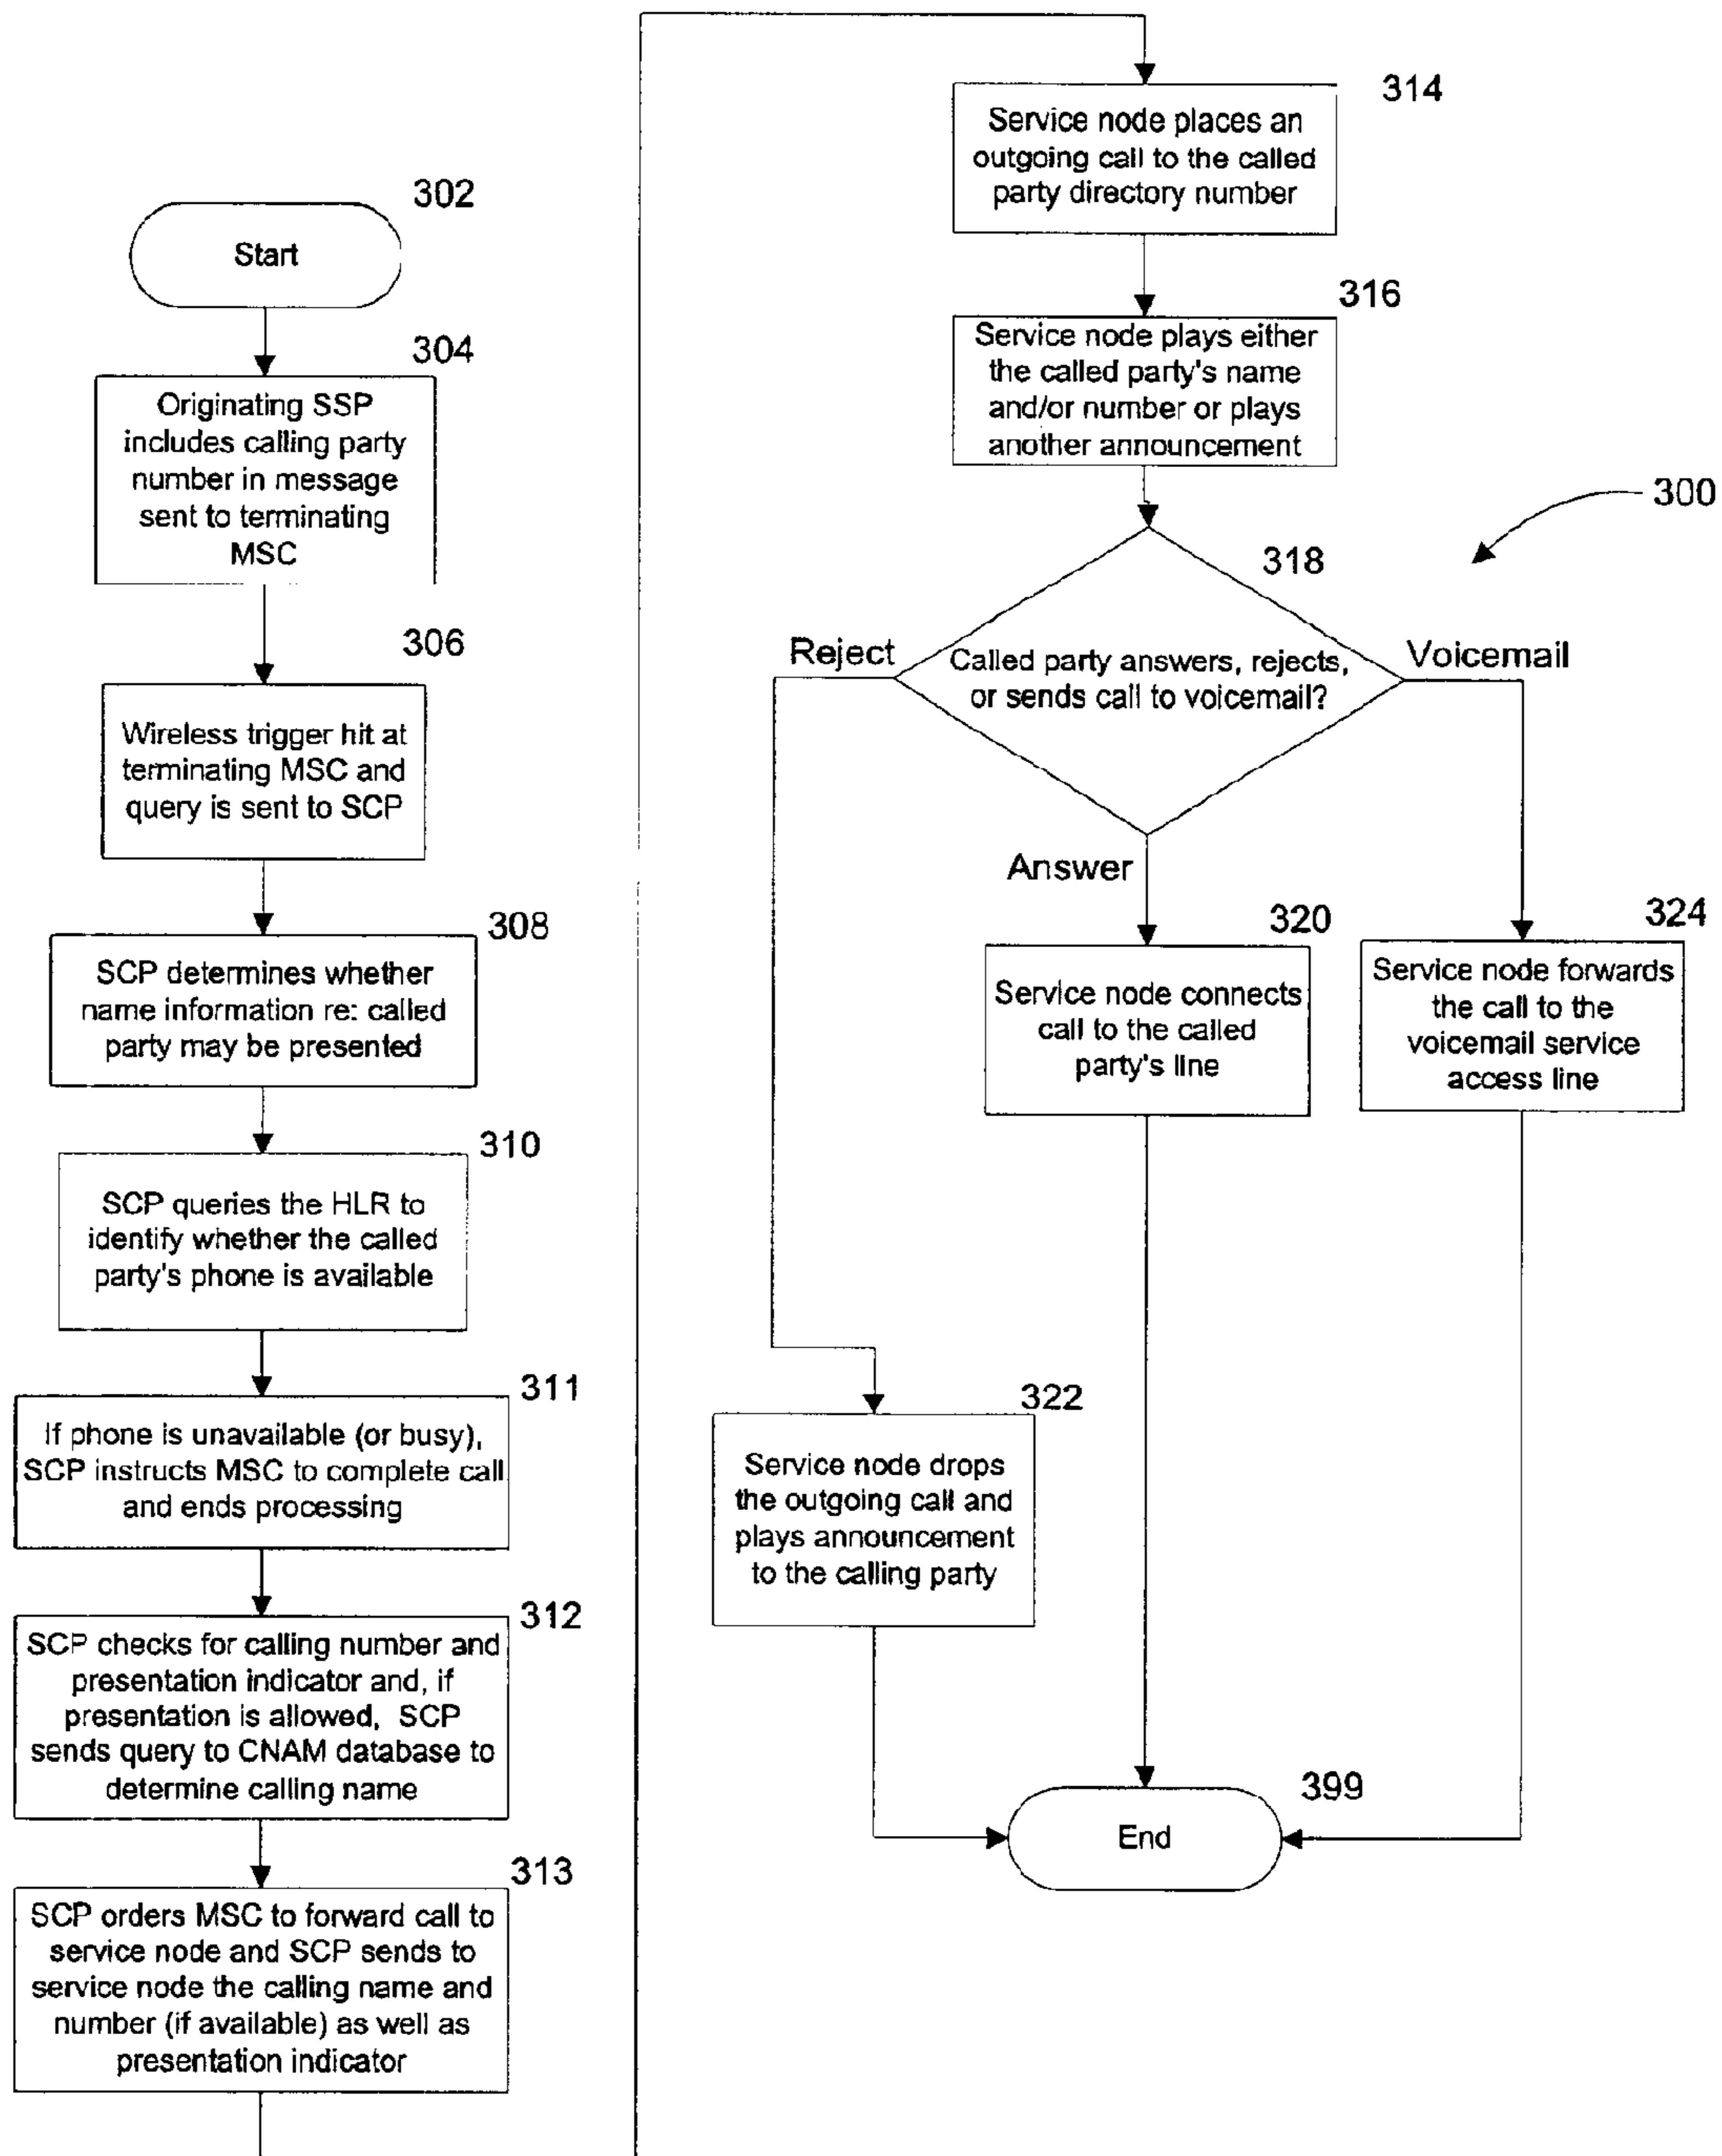 302
Start
304
Originating SSP
includes calling party
number in message
sent to terminating
MSC
306
Wireless trigger hit at
terminating MSC and
query is sent to SCP
308
SCP determines whether
name information re: called
party may be presented
310
SCP queries the HLR to
identify whether the called
party's phone is available
311
If phone is unavailable (or busy),
SCP instructs MSC to complete call
and ends processing
312
SCP checks for calling number and
presentation indicator and, if
presentation is allowed, SCP
sends query to CNAM database to
determine calling name
313
SCP orders MSC to forward call to
service node and SCP sends to
service node the calling name and
number (if available) as well as
presentation indicator
314
Service node places an
outgoing call to the called
party directory number
316
Service node plays either
the called party's name
and/or number or plays
another announcement
300
318
Called party answers, rejects,
or sends call to voicemail?
Reject
Voicemail
Answer
320
Service node connects
call to the called
party's line
324
Service node forwards
the call to the
voicemail service
access line
322
Service node drops
the outgoing call and
plays announcement
to the calling party
399
End